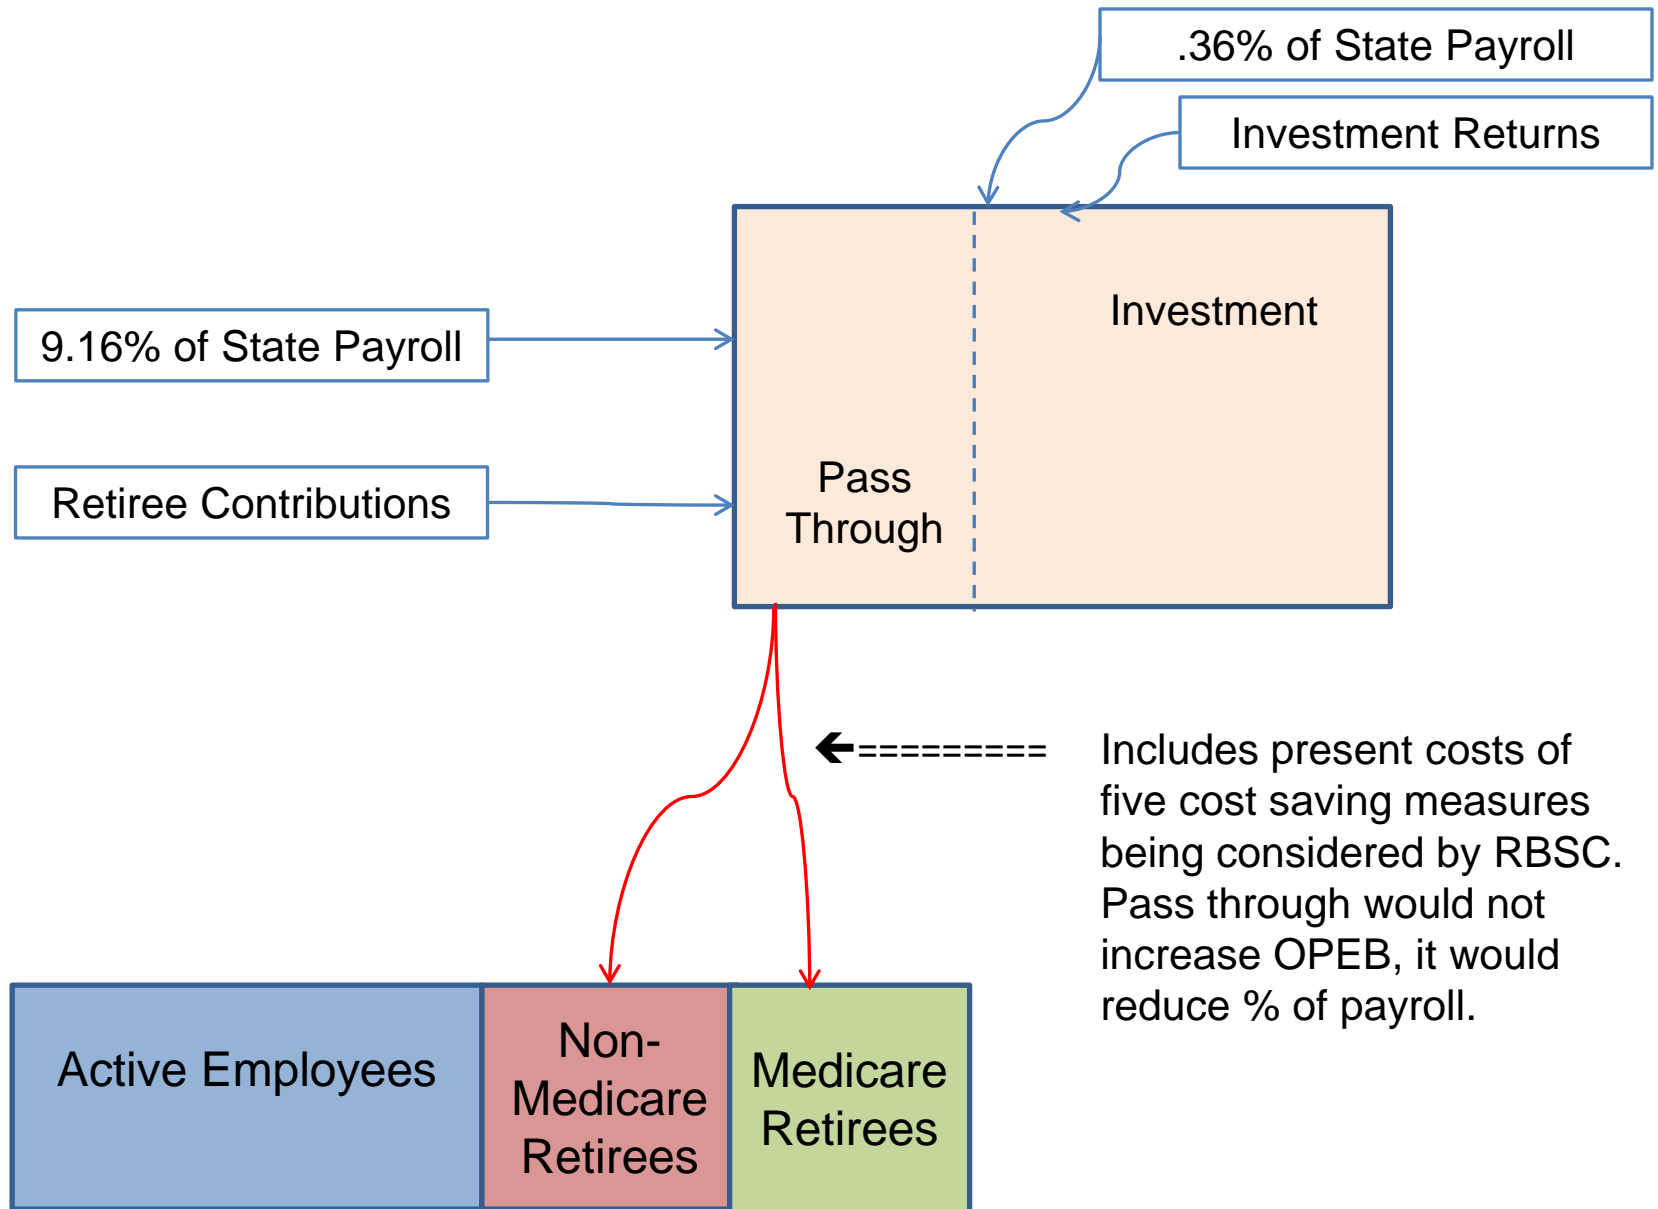 .36% of State Payroll
Investment Returns
Investment
9.16% of State Payroll
Retiree Contributions
Pass
Through
🡸=========
Includes present costs of
five cost saving measures
being considered by RBSC.
Pass through would not
increase OPEB, it would
reduce % of payroll.
Active Employees
Non-
Medicare
Retirees
Medicare
Retirees